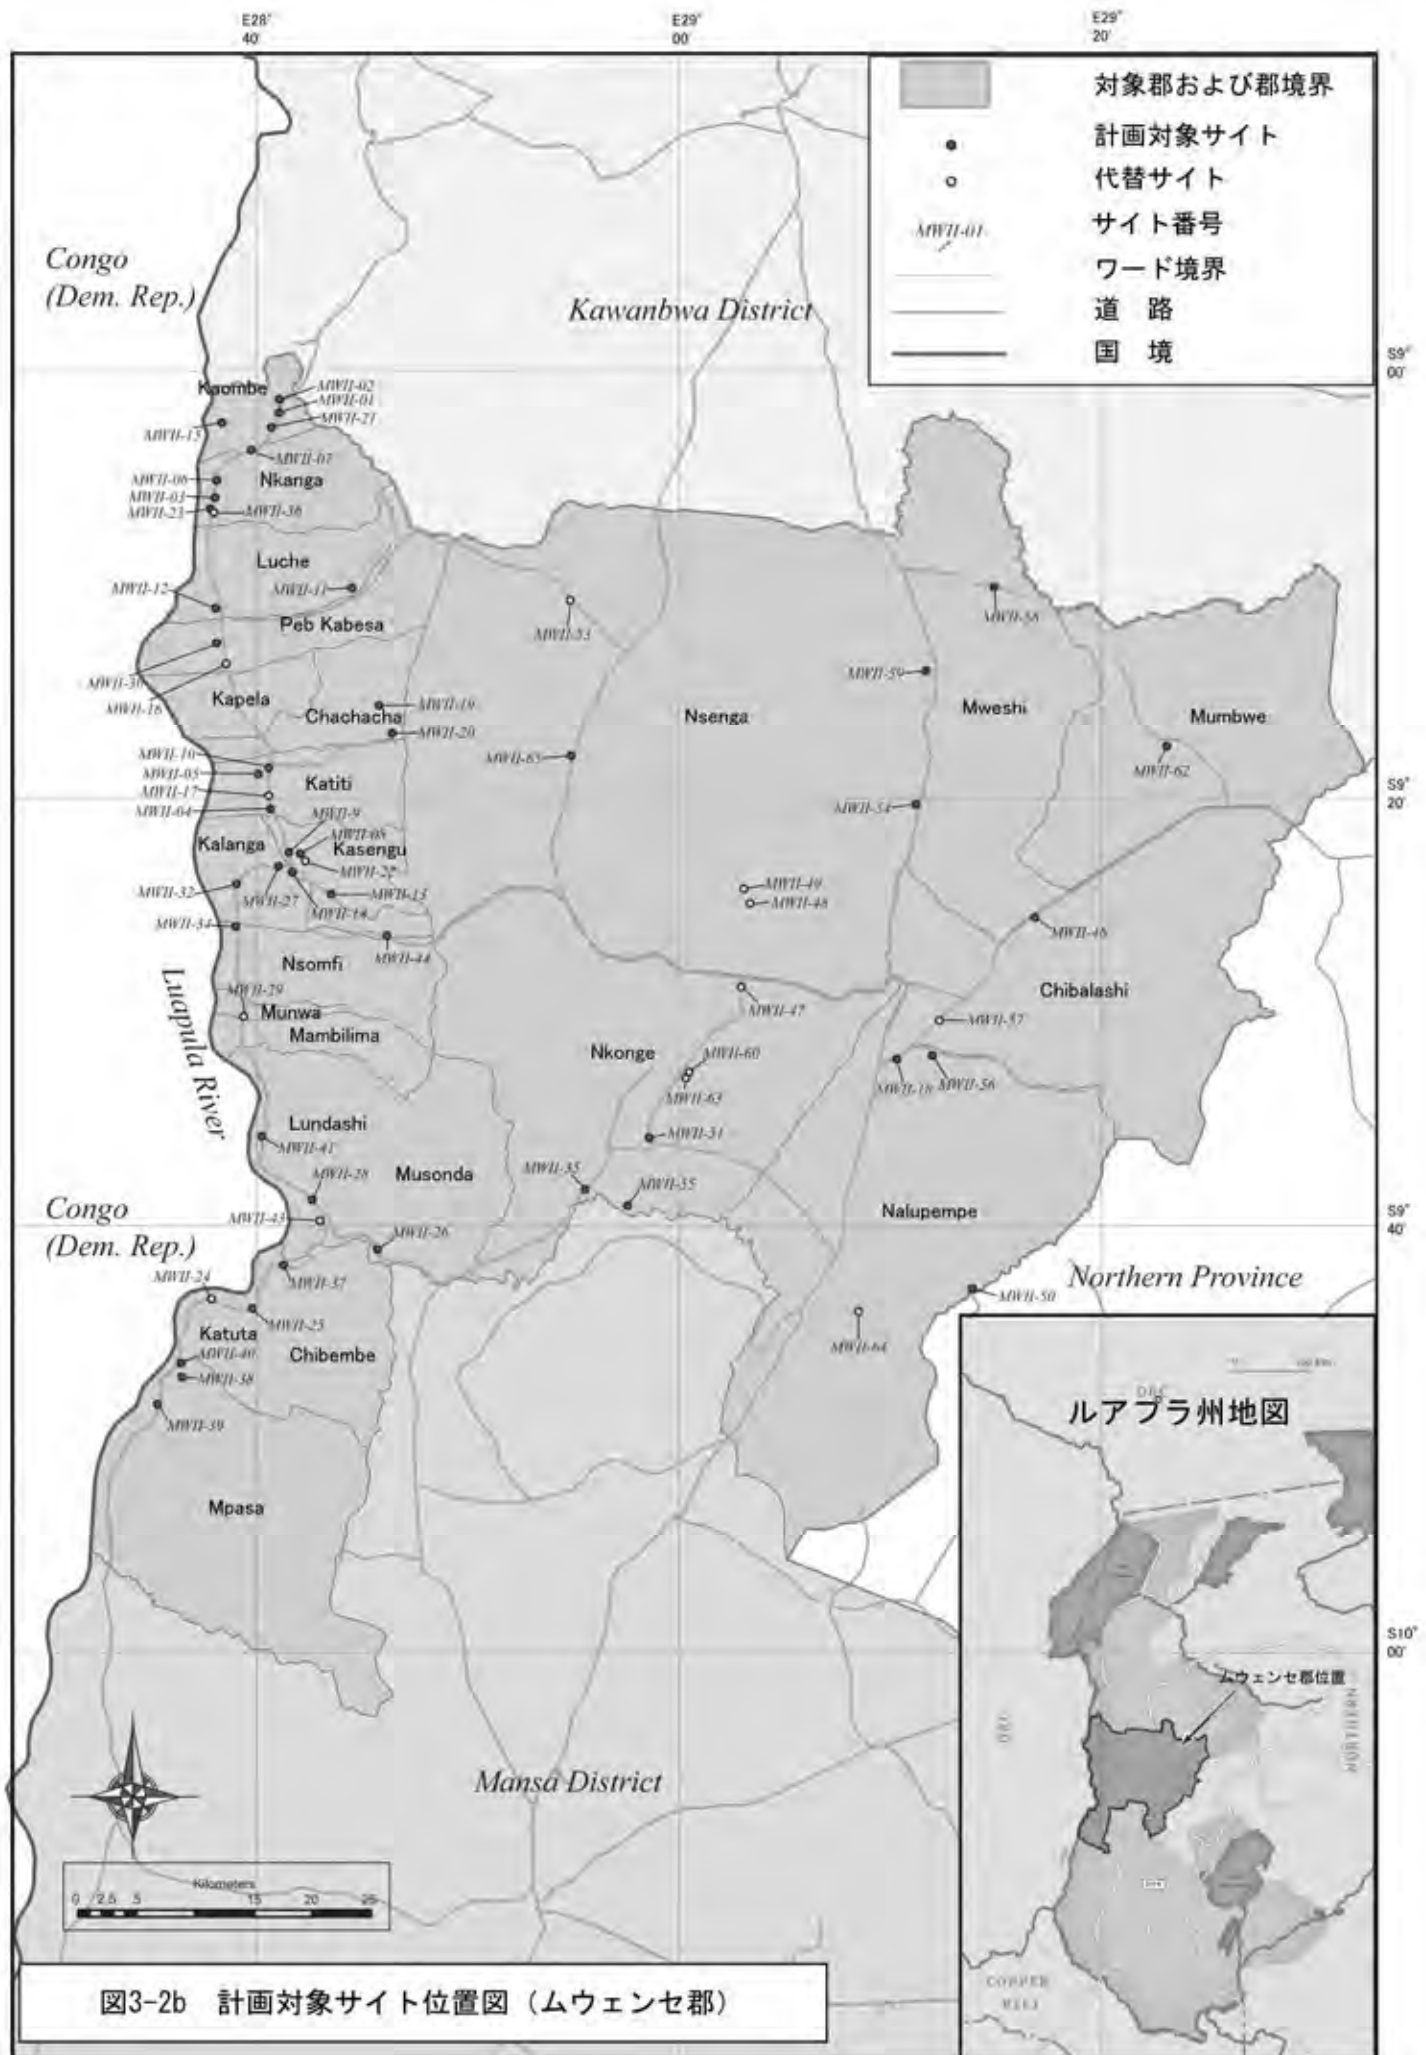 E28°
40'
E29°
00'
E29°
20'
対象郡および郡境界
計画対象サイト
代替サイト
MWII-01
サイト番号
ワード境界
道 路
国 境
Congo
(Dem. Rep.)
Kawanbwa District
S9°
00'
Kaombe
MWII-02
MWII-01
MWII-21
MWII-15
MWII-07
MWII-06
Nkanga
MWII-03
MWII-23
MWII-36
Luche
MWII-12
MWII-11
Peb Kabesa
MWII-53
MWII-58
MWII-30
MWII-16
MWII-59
Kapela
Chachacha
MWII-19
MWII-20
Nsenga
Mweshi
Mumbwe
MWII-10
MWII-05
MWII-65
MWII-62
MWII-17
Katiti
MWII-04
MWII-54
S9°
20'
MWII-9
MWII-08
Kalanga
Kasengu
MWII-22
MWII-32
MWII-27
MWII-14
MWII-13
MWII-49
MWII-48
MWII-34
MWII-44
MWII-46
Nsomfi
MWII-29
Chibalashi
Luapula River
Munwa
Mambilima
MWII-47
MWII-57
Nkonge
MWII-60
MWII-63
MWII-18
MWII-56
Lundashi
MWII-41
MWII-31
Musonda
MWII-28
MWII-35
MWII-55
Nalupempe
Congo
(Dem. Rep.)
MWII-43
MWII-26
S9°
40'
MWII-24
MWII-37
Northern Province
MWII-50
MWII-25
Katuta
MWII-40
Chibembe
MWII-64
MWII-38
MWII-39
Mpasa
DRC
ルアプラ州地図
S10°
00'
ムウェンセ郡位置
DRC
NORTHERN
Mansa District
Kilometers
0 2.5 5 15 20 25
COPPER
BELT
図3-2b 計画対象サイト位置図（ムウェンセ郡）